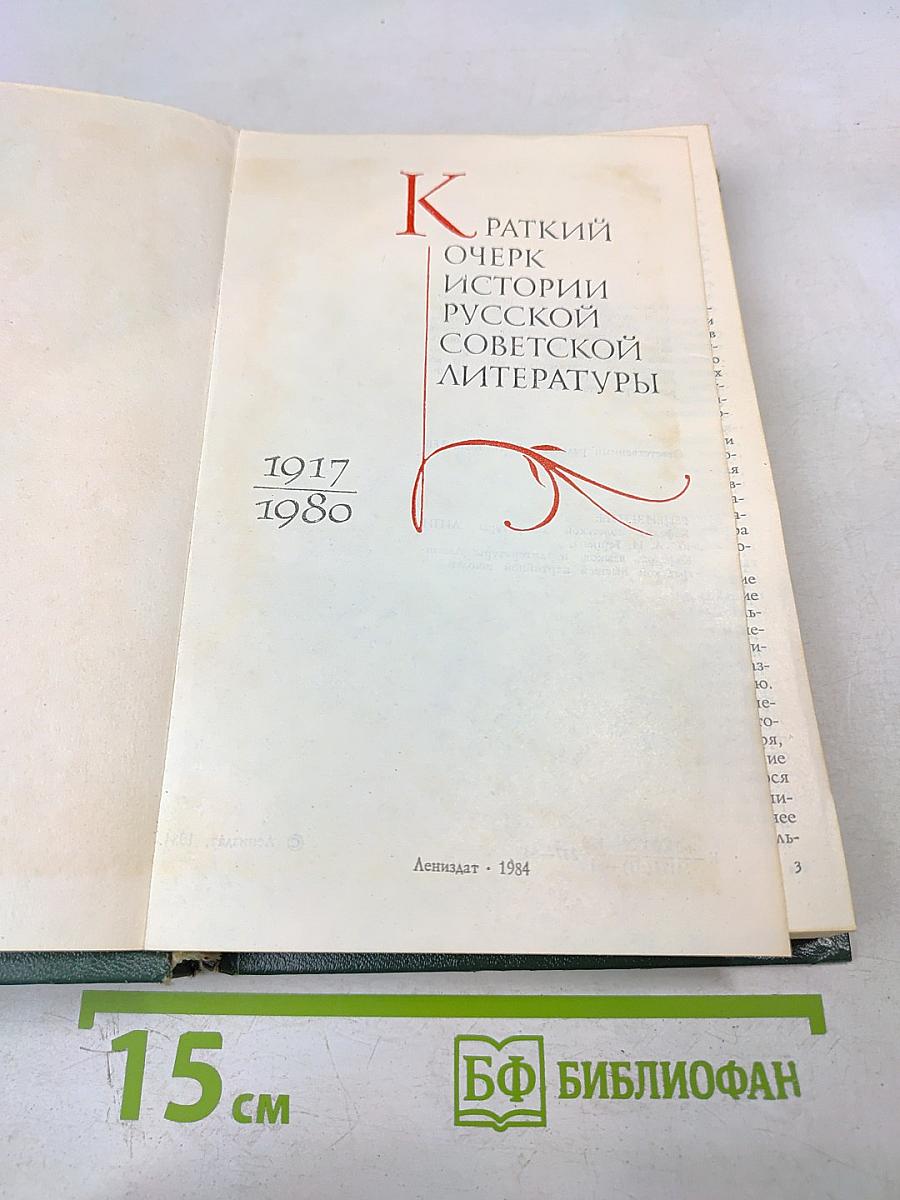 КРАТКИЙ
ОЧЕРК
ИСТОРИИ
РУССКОЙ
СОВЕТСКОЙ
ЛИТЕРАТУРЫ
1917
1980
Лениздат • 1984
3
15 см
БФ БИБЛИОФАН